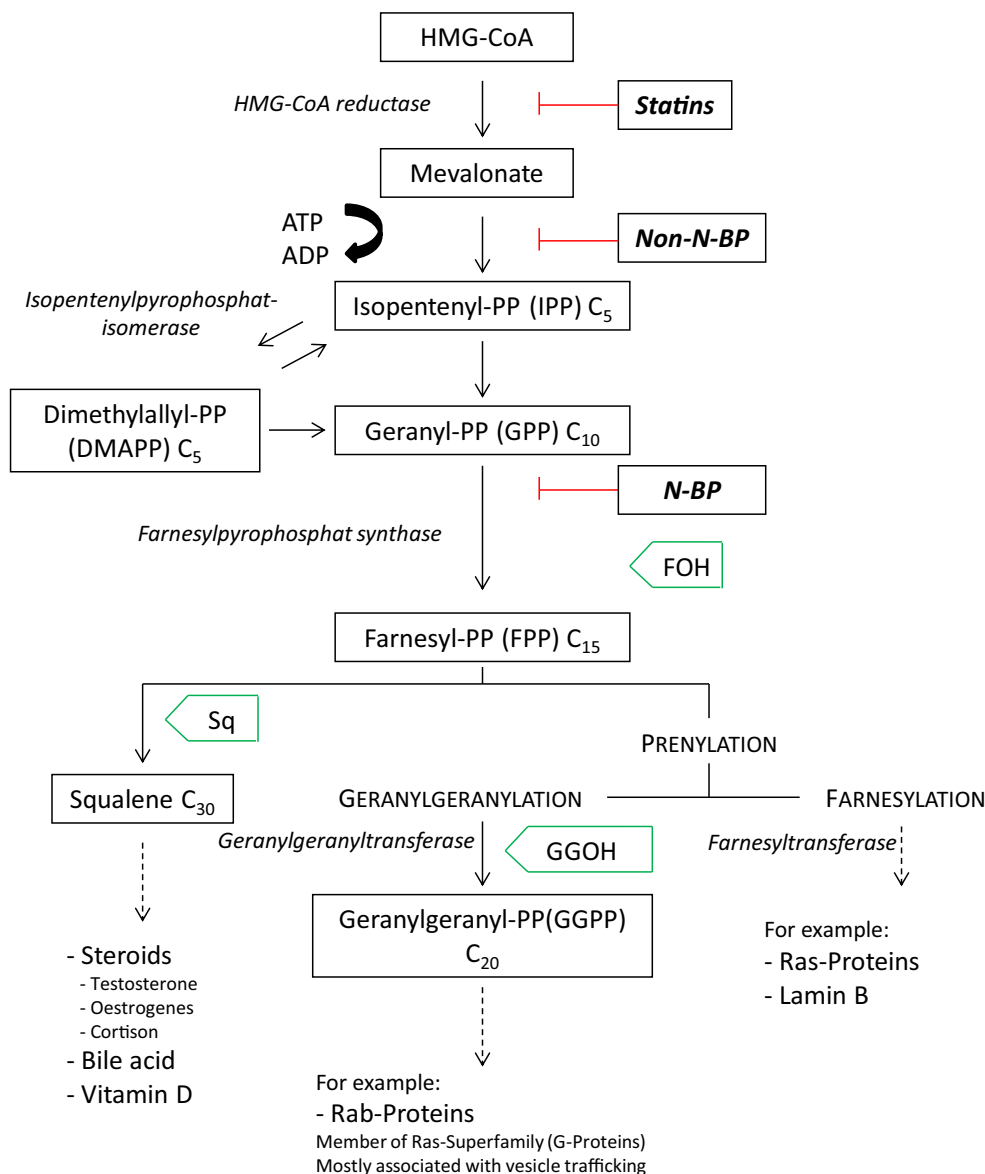 HMG-CoA
HMG-CoA reductase
Statins
Mevalonate
ATP
ADP
Non-N-BP
Isopentenylpyrophosphat-
isomerase
Isopentenyl-PP (IPP) C5
Dimethylallyl-PP
(DMAPP) C5
Geranyl-PP (GPP) C10
N-BP
Farnesylpyrophosphat synthase
FOH
Farnesyl-PP (FPP) C15
Sq
PRENYLATION
Squalene C30
GERANYLGERANYLATION
FARNESYLATION
Geranylgeranyltransferase
GGOH
Farnesyltransferase
Geranylgeranyl-PP(GGPP)
C20
For example:
- Ras-Proteins
- Lamin B
- Steroids
- Testosterone
- Oestrogenes
- Cortison
- Bile acid
- Vitamin D
For example:
- Rab-Proteins
Member of Ras-Superfamily (G-Proteins)
Mostly associated with vesicle trafficking